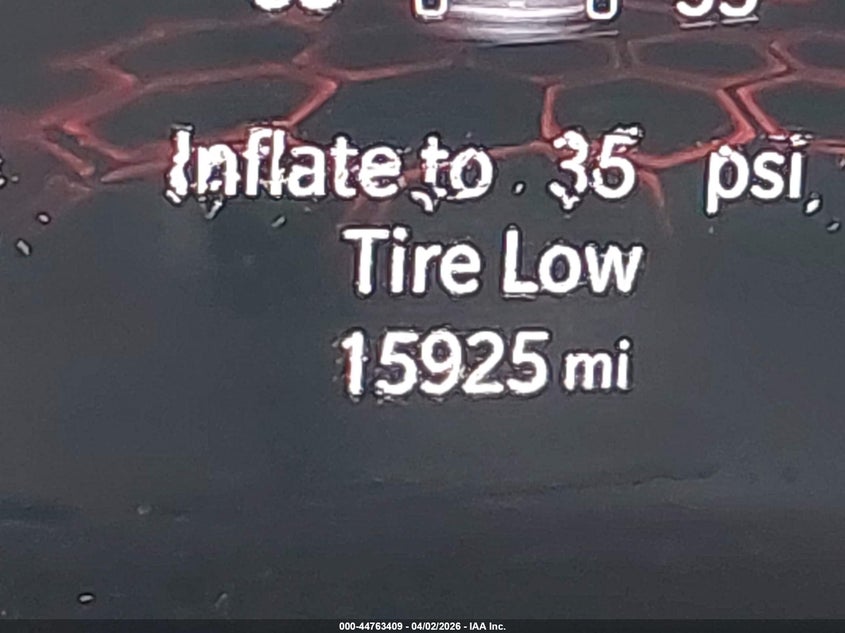 Inflate to 35 psi
Tire Low
15925 mi
000-44763409 - 04/02/2026 - IAA Inc.